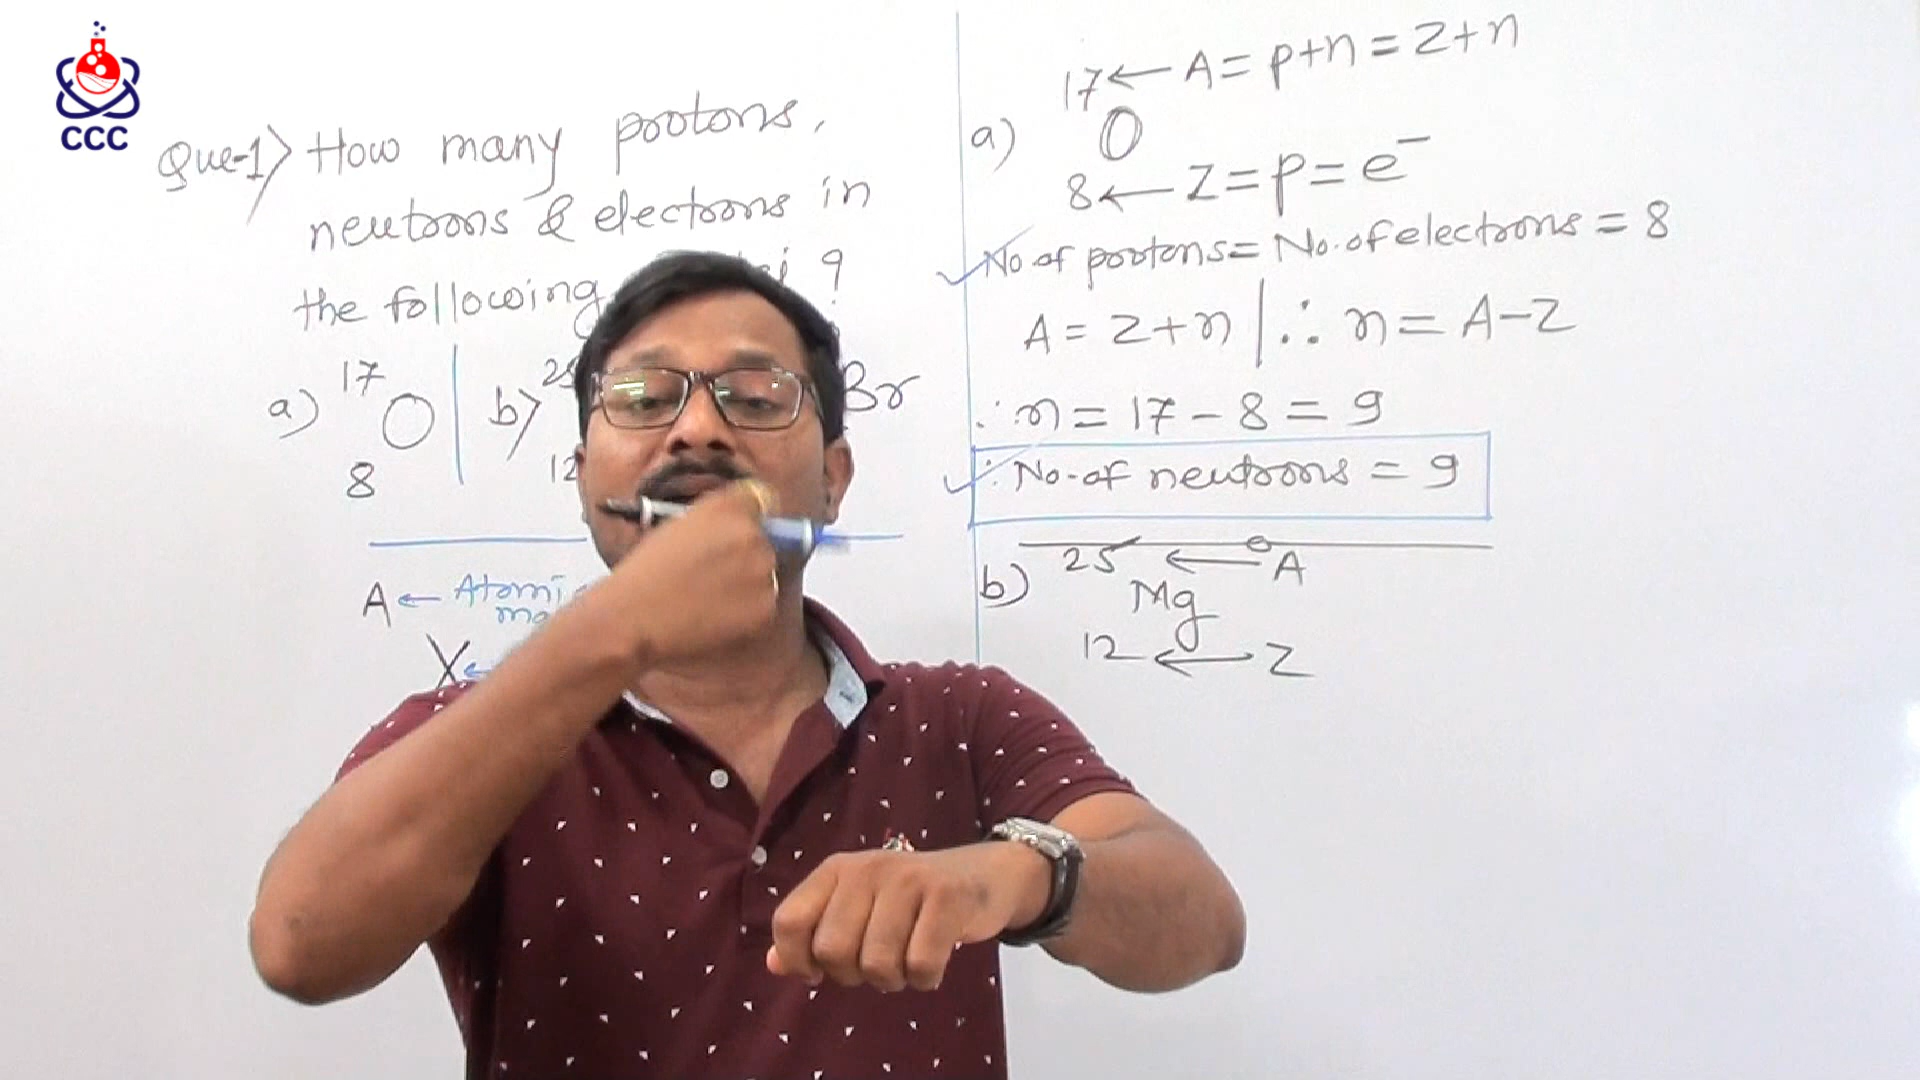 CCC
Que-1) How many protons,
neutrons & electrons in
the following ?
a) 17 O 8 | b) 25 12 Br
A ← Atomi
X ←
17 ← A = p+n = Z+n
a) O
8 ← Z = p = e⁻
No of protons = No. of electrons = 8
A = Z+n | ∴ n = A-Z
∴ n = 17 - 8 = 9
∴ No. of neutrons = 9
25 ← A
b) Mg
12 ← Z